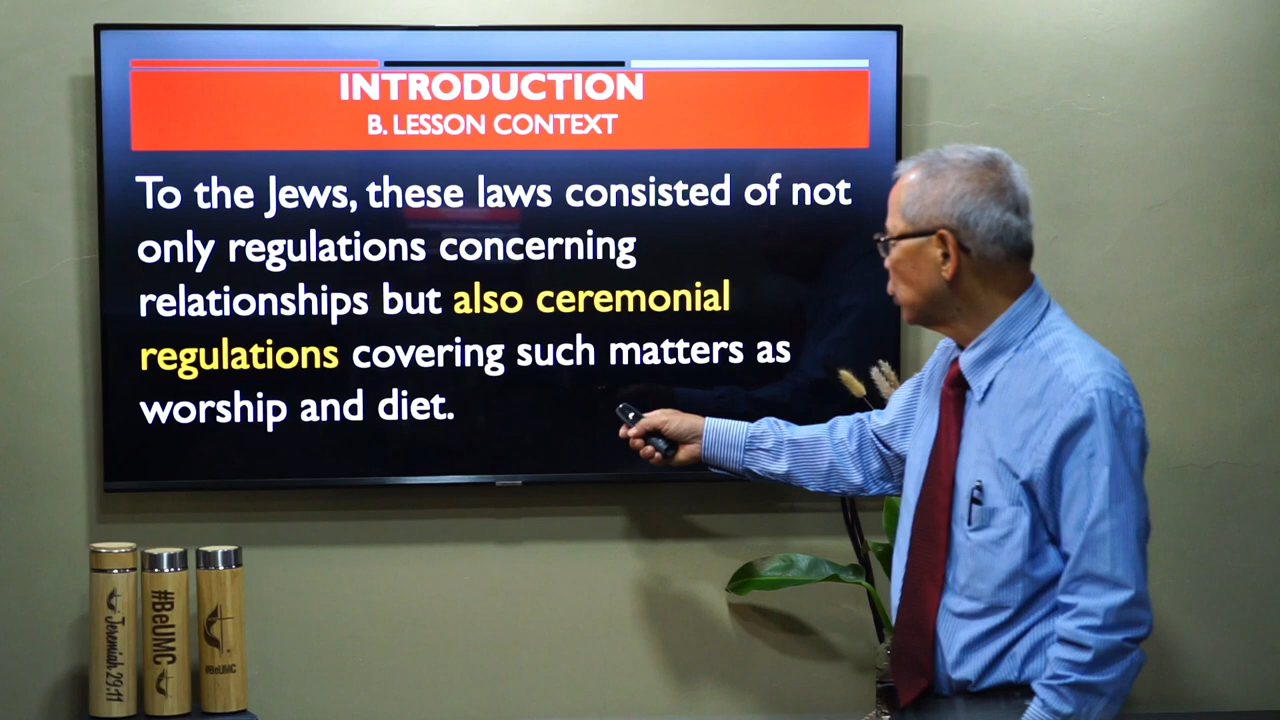 INTRODUCTION
B. LESSON CONTEXT
To the Jews, these laws consisted of not
only regulations concerning
relationships but also ceremonial
regulations covering such matters as
worship and diet.
Jeremiah 29:11
#BeUMC
#BeUMC